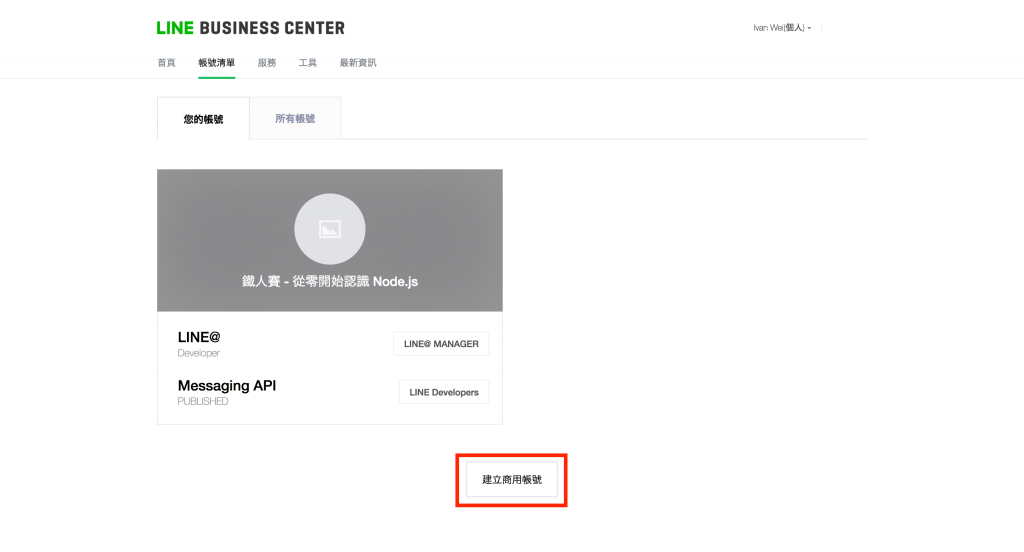 LINE BUSINESS CENTER
Ivan Wei(個人)
首頁 帳號清單 服務 工具 最新資訊
您的帳號 所有帳號
鐵人賽 - 從零開始認識 Node.js
LINE@
Developer
LINE@ MANAGER
Messaging API
PUBLISHED
LINE Developers
建立商用帳號